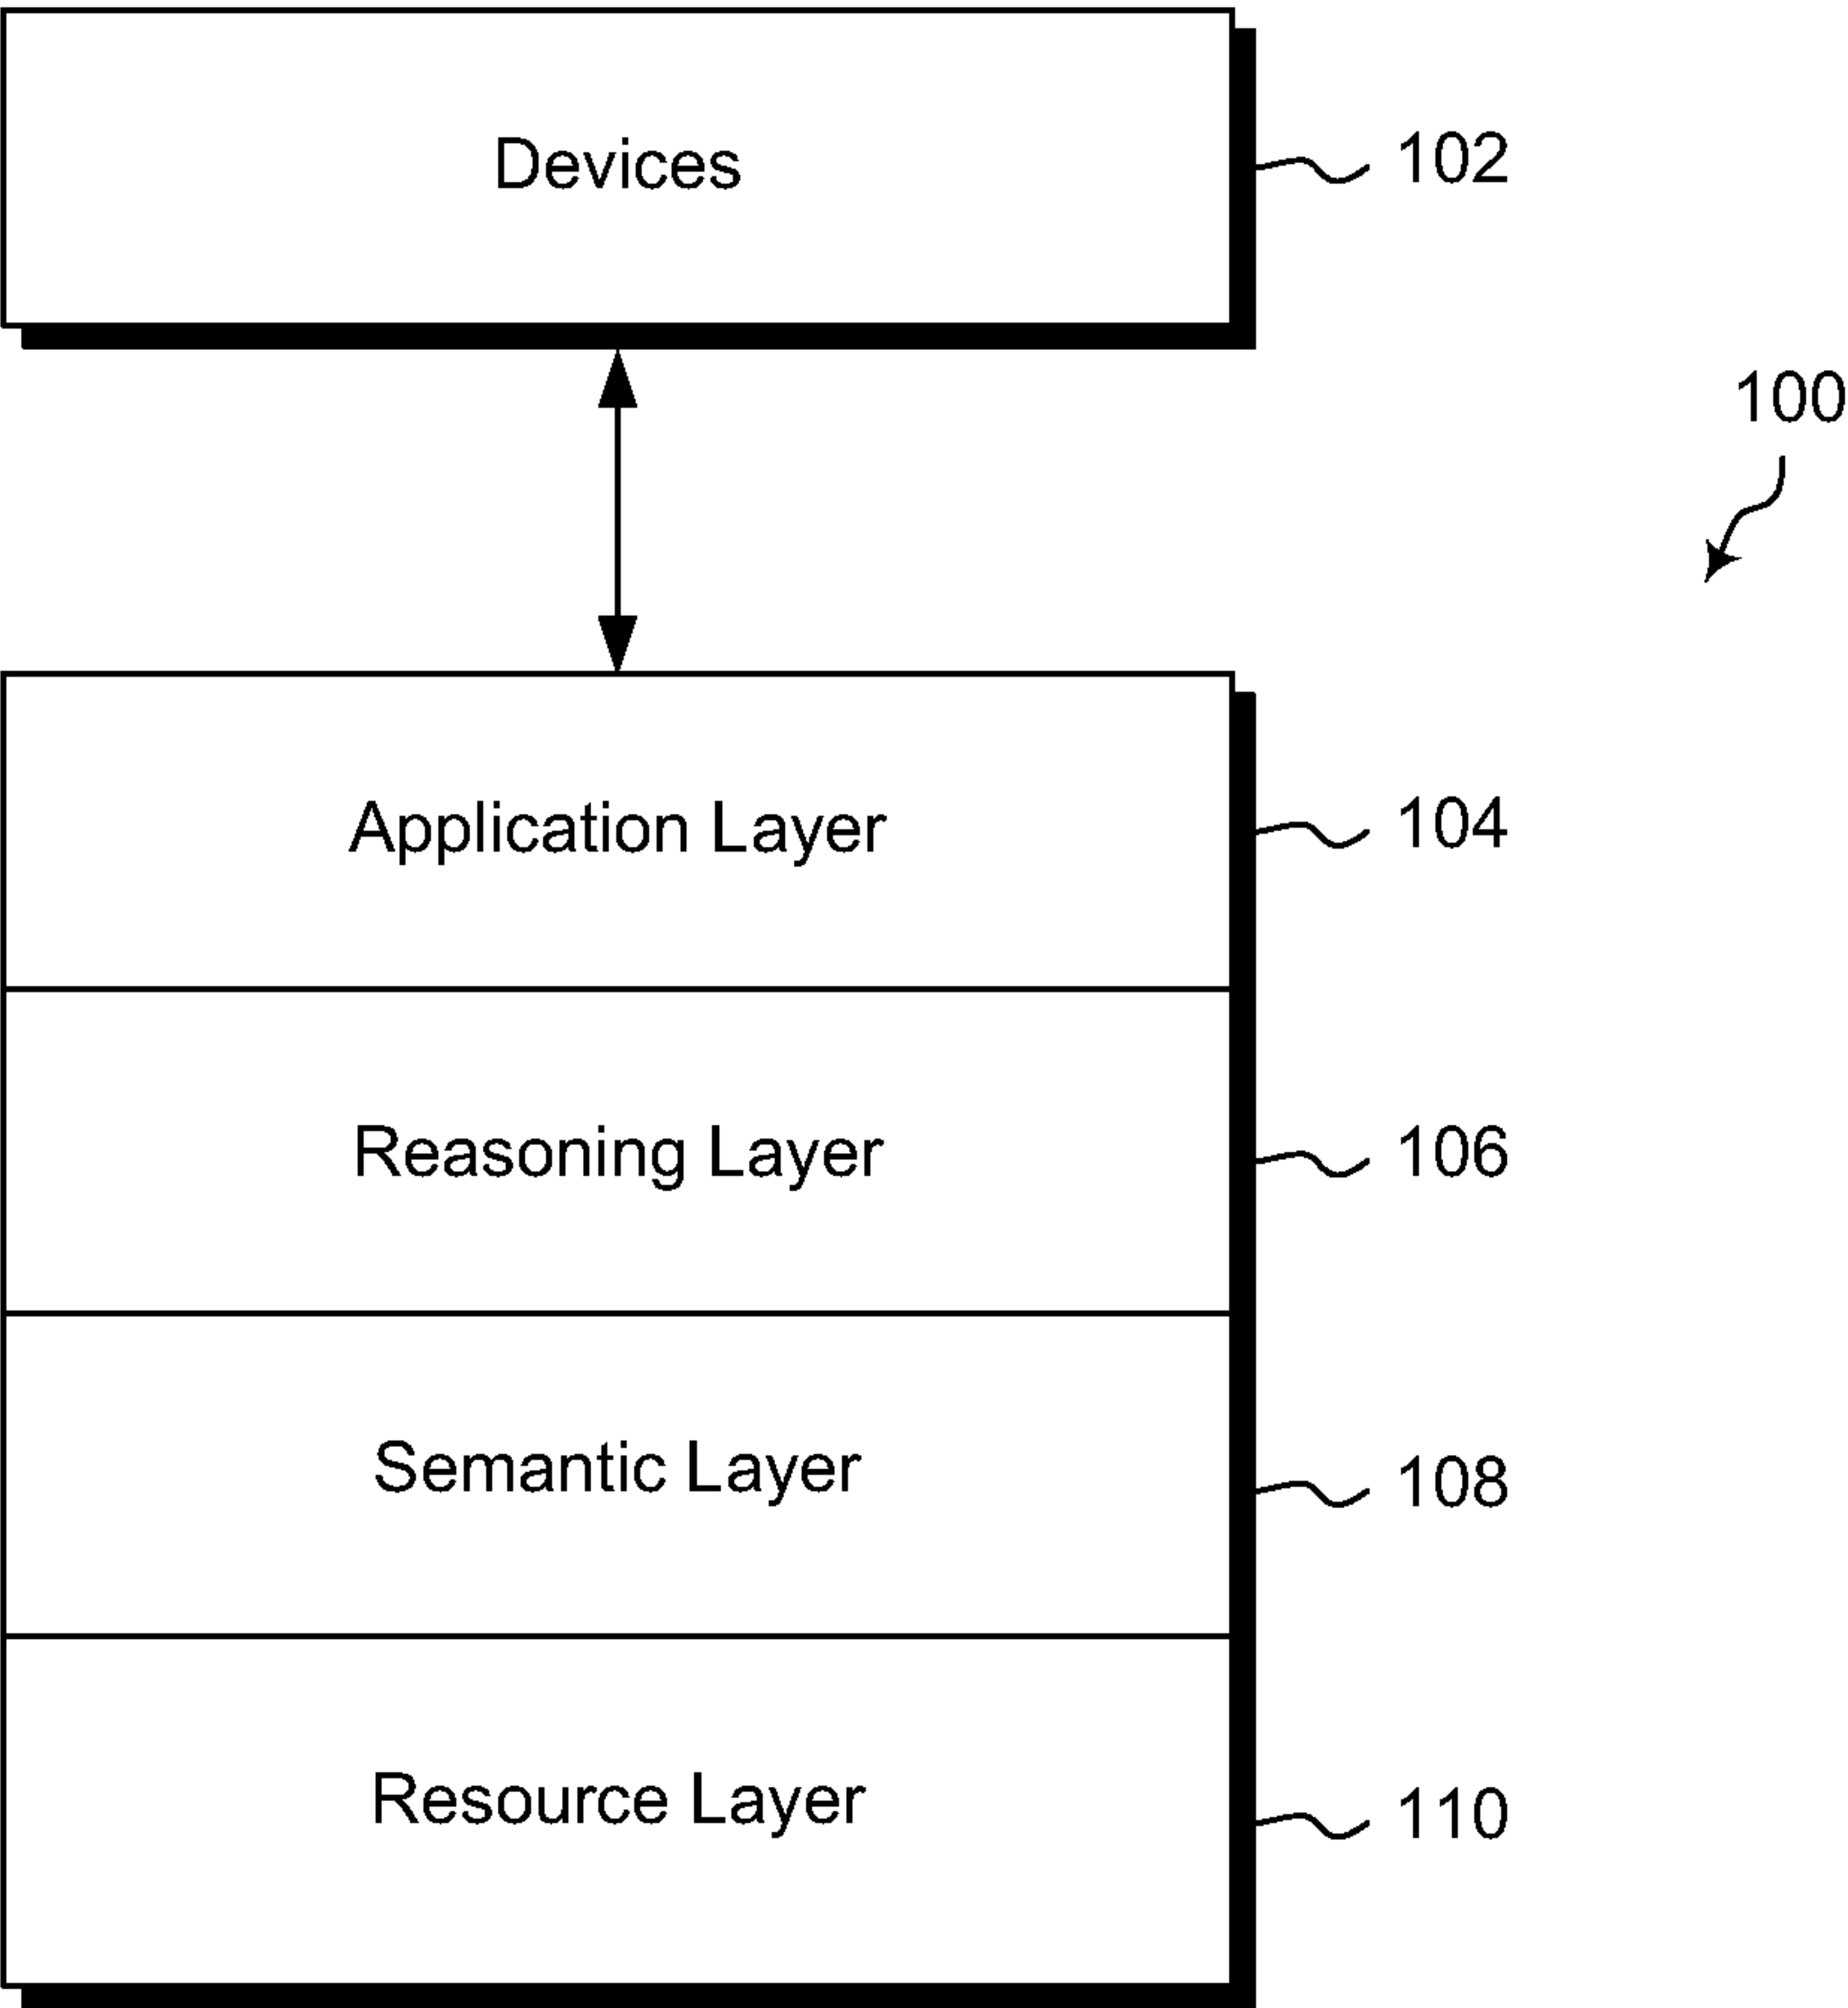 Devices
102
100
Application Layer
104
Reasoning Layer
106
Semantic Layer
108
Resource Layer
110